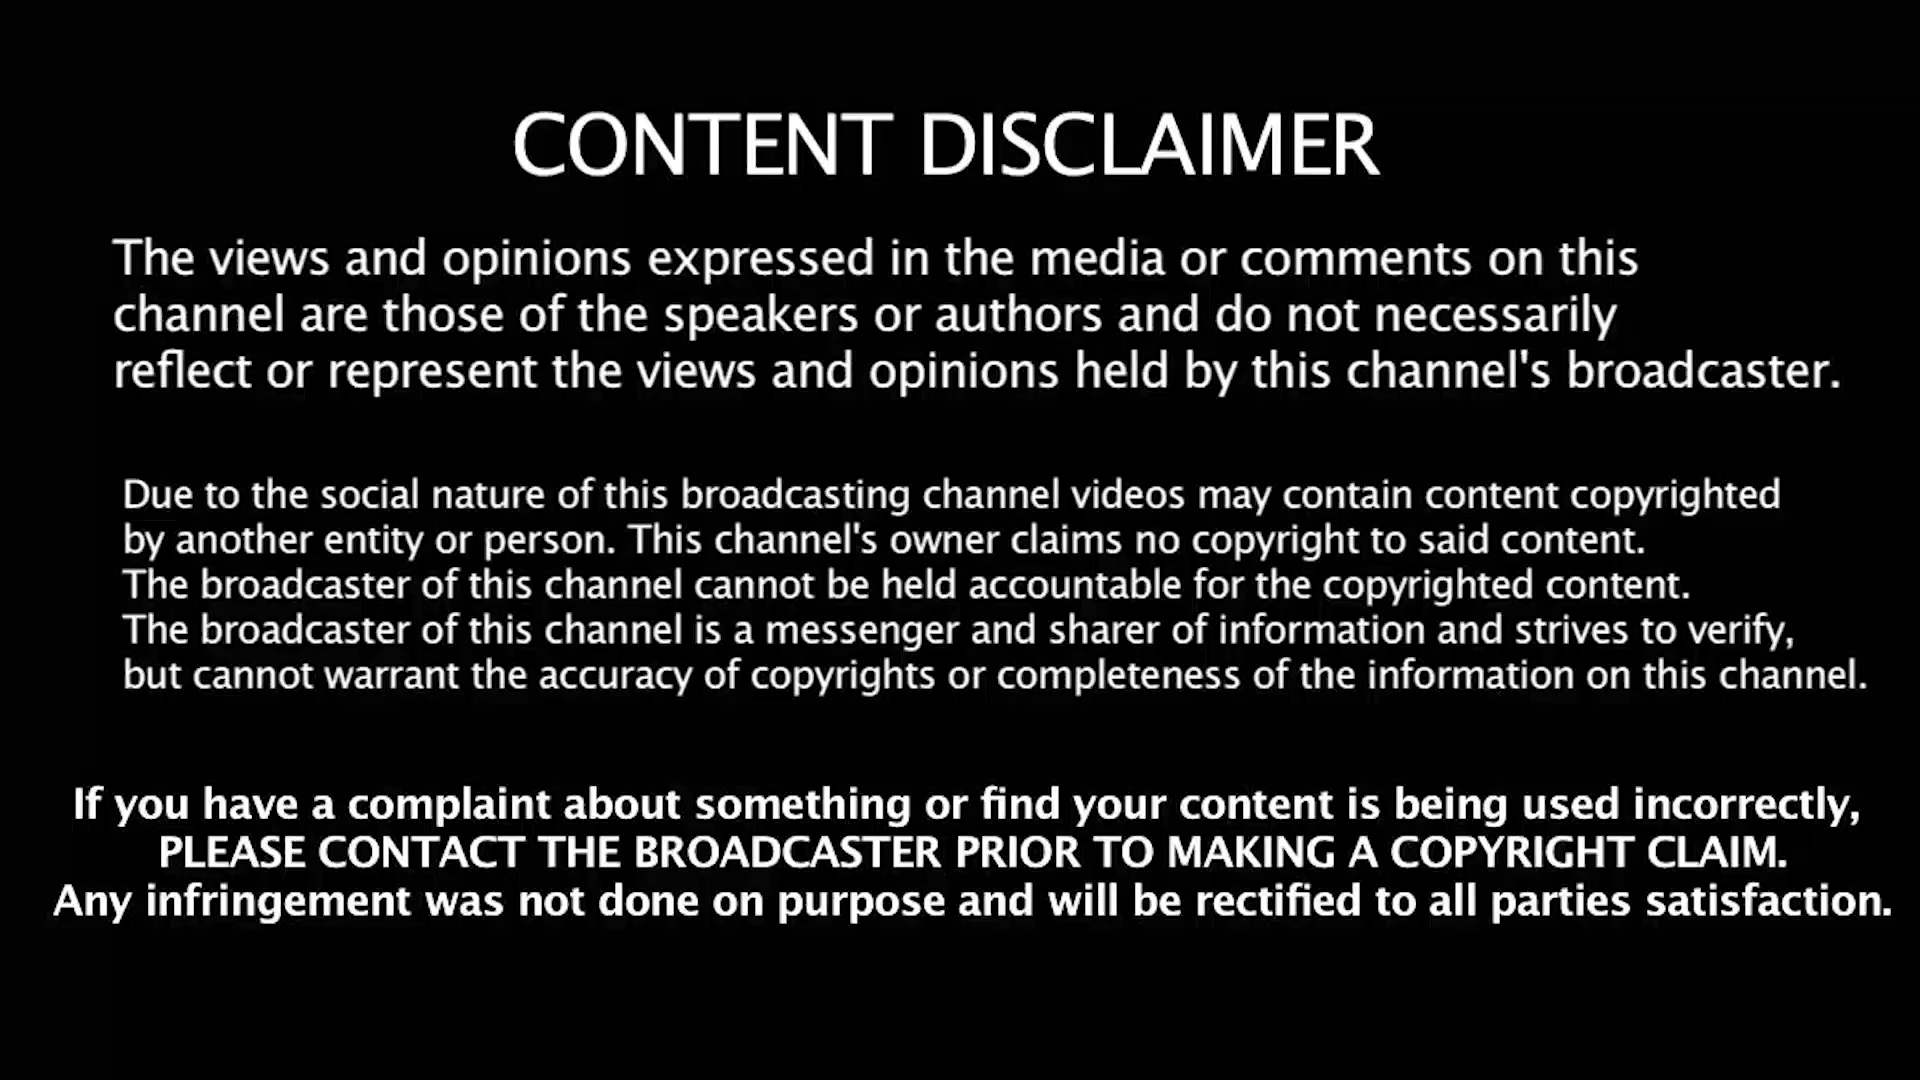 CONTENT DISCLAIMER
The views and opinions expressed in the media or comments on this
channel are those of the speakers or authors and do not necessarily
reflect or represent the views and opinions held by this channel's broadcaster.
Due to the social nature of this broadcasting channel videos may contain content copyrighted
by another entity or person. This channel's owner claims no copyright to said content.
The broadcaster of this channel cannot be held accountable for the copyrighted content.
The broadcaster of this channel is a messenger and sharer of information and strives to verify,
but cannot warrant the accuracy of copyrights or completeness of the information on this channel.
If you have a complaint about something or find your content is being used incorrectly,
PLEASE CONTACT THE BROADCASTER PRIOR TO MAKING A COPYRIGHT CLAIM.
Any infringement was not done on purpose and will be rectified to all parties satisfaction.